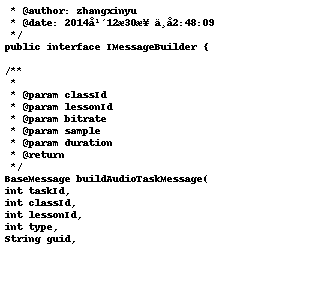 * @author: zhangxinyu
* @date: 2014å¹´12æ30æ¥ ä¸å2:48:09
*/
public interface IMessageBuilder {
/**
*
* @param classId
* @param lessonId
* @param bitrate
* @param sample
* @param duration
* @return
*/
BaseMessage buildAudioTaskMessage(
int taskId,
int classId,
int lessonId,
int type,
String guid,